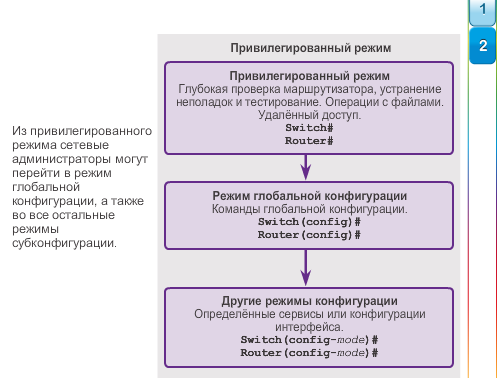 1
2
Привилегированный режим
Привилегированный режим
Глубокая проверка маршрутизатора, устранение
неполадок и тестирование. Операции с файлами.
Удалённый доступ.
Switch#
Router#
Из привилегированного
режима сетевые
администраторы могут
перейти в режим
глобальной
конфигурации, а также
во все остальные
режимы
субконфигурации.
Режим глобальной конфигурации
Команды глобальной конфигурации.
Switch(config)#
Router(config)#
Другие режимы конфигурации
Определённые сервисы или конфигурации
интерфейса.
Switch(config-mode)#
Router(config-mode)#